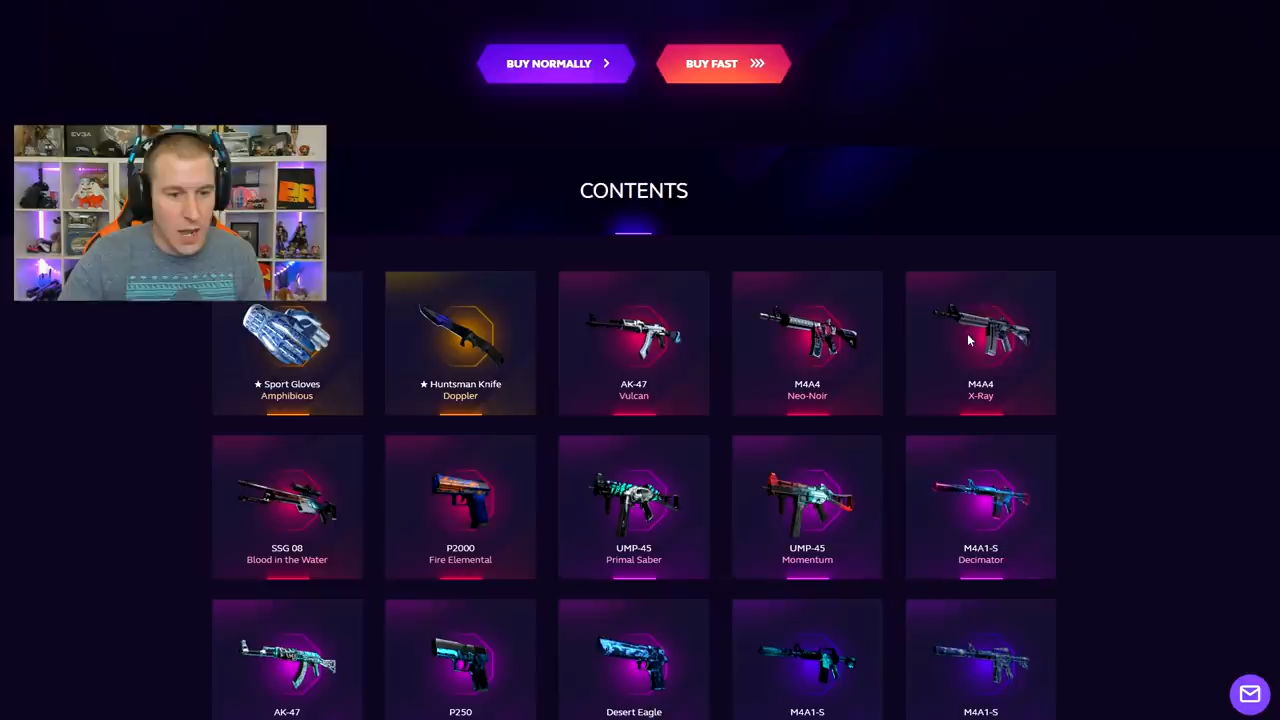 BUY NORMALLY
BUY FAST
EVGA
CONTENTS
★ Sport Gloves
Amphibious
★ Huntsman Knife
Doppler
AK-47
Vulcan
M4A4
Neo-Noir
M4A4
X-Ray
SSG 08
Blood in the Water
P2000
Fire Elemental
UMP-45
Primal Saber
UMP-45
Momentum
M4A1-S
Decimator
AK-47
P250
Desert Eagle
M4A1-S
M4A1-S